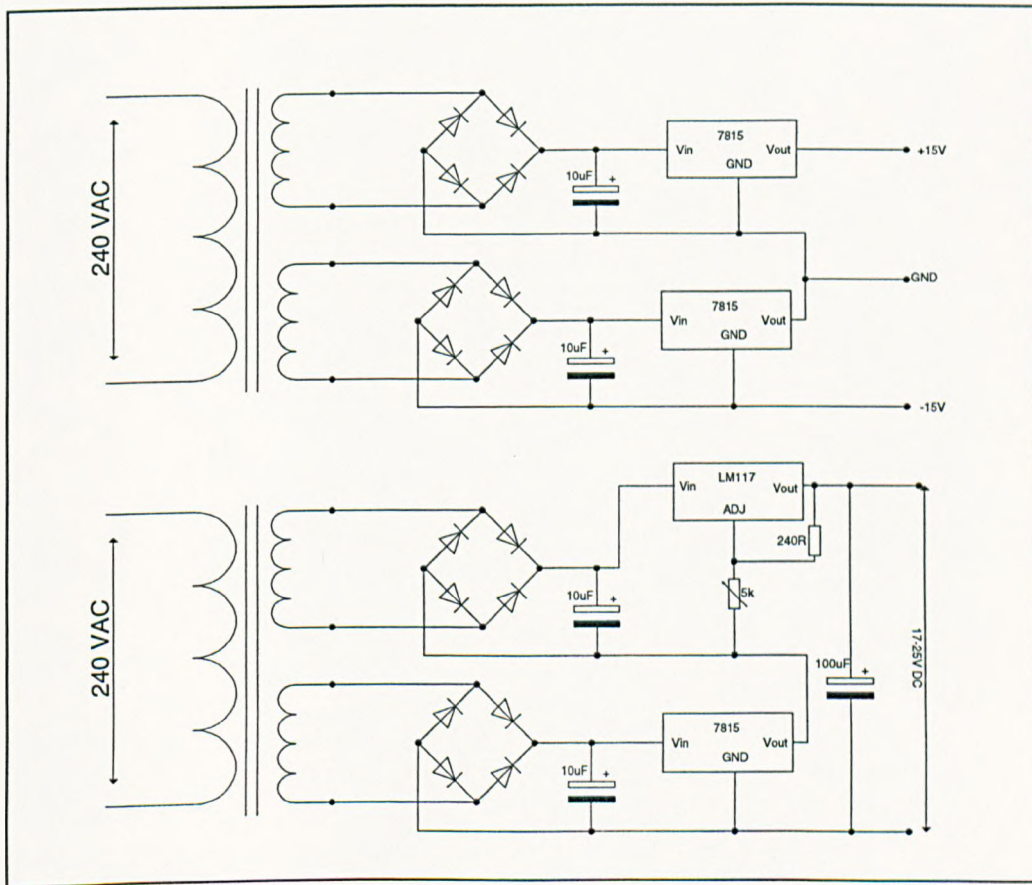 240 VAC
10uF
+
7815
Vin
Vout
GND
+15V
GND
10uF
+
7815
Vin
Vout
GND
-15V
240 VAC
10uF
+
LM117
Vin
Vout
ADJ
240R
5k
10uF
+
7815
Vin
Vout
GND
100uF
+
17-25V DC